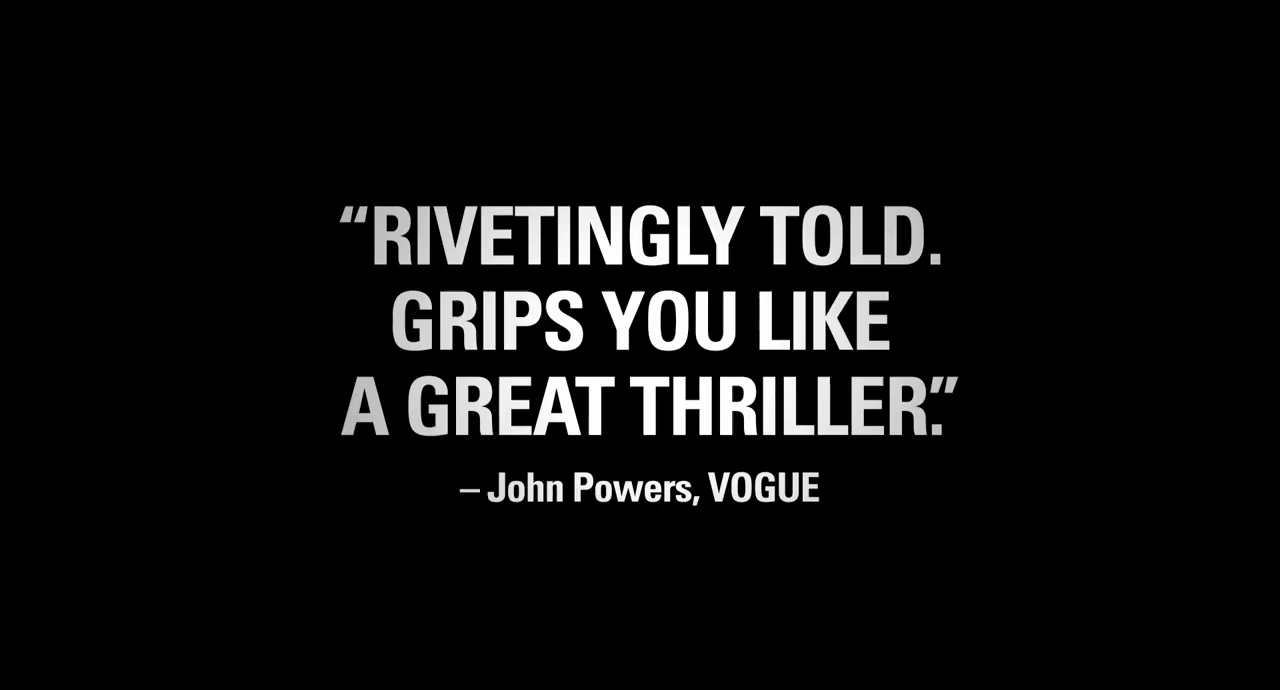 “RIVETINGLY TOLD.
GRIPS YOU LIKE
A GREAT THRILLER.”
– John Powers, VOGUE